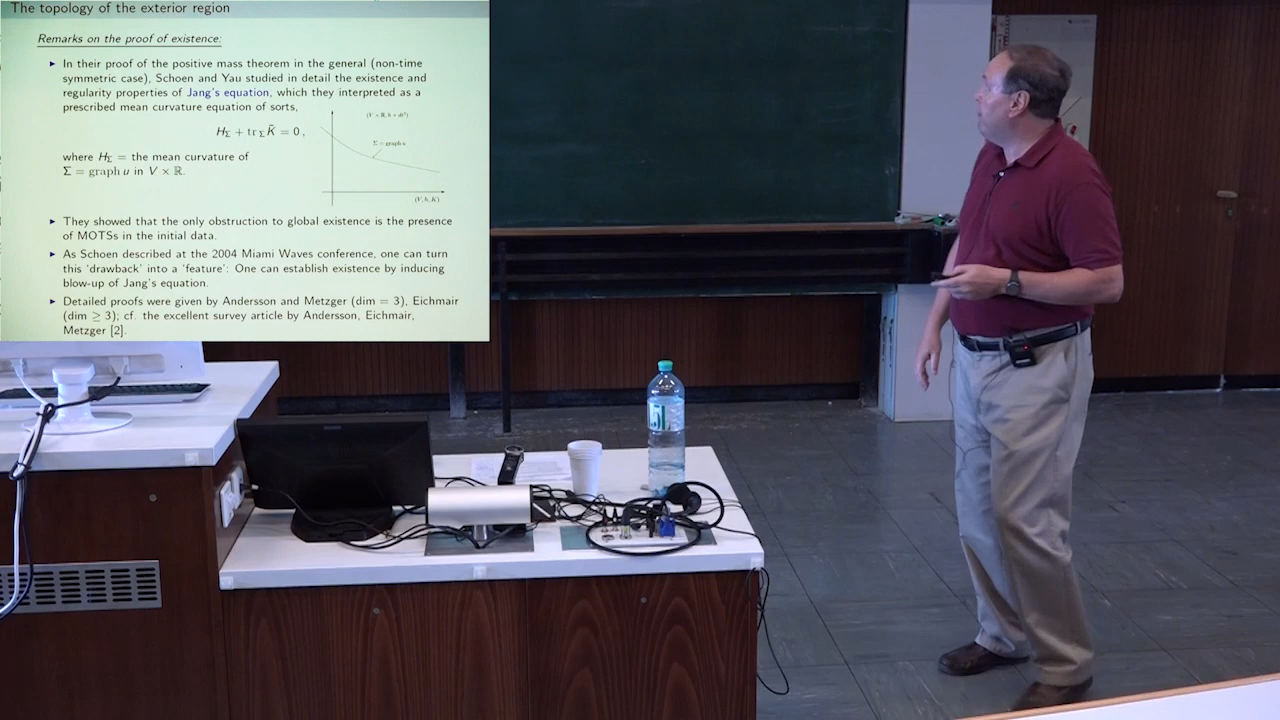 The topology of the exterior region
Remarks on the proof of existence:
▶ In their proof of the positive mass theorem in the general (non-time
symmetric case), Schoen and Yau studied in detail the existence and
regularity properties of Jang's equation, which they interpreted as a
prescribed mean curvature equation of sorts,
H_Σ + tr_Σ K̄ = 0 ,
(V × ℝ, h + dt²)
Σ = graph u
(V, h, K)
where H_Σ = the mean curvature of
Σ = graph u in V × ℝ.
▶ They showed that the only obstruction to global existence is the presence
of MOTSs in the initial data.
▶ As Schoen described at the 2004 Miami Waves conference, one can turn
this 'drawback' into a 'feature': One can establish existence by inducing
blow-up of Jang's equation.
▶ Detailed proofs were given by Andersson and Metzger (dim = 3), Eichmair
(dim ≥ 3); cf. the excellent survey article by Andersson, Eichmair,
Metzger [2].